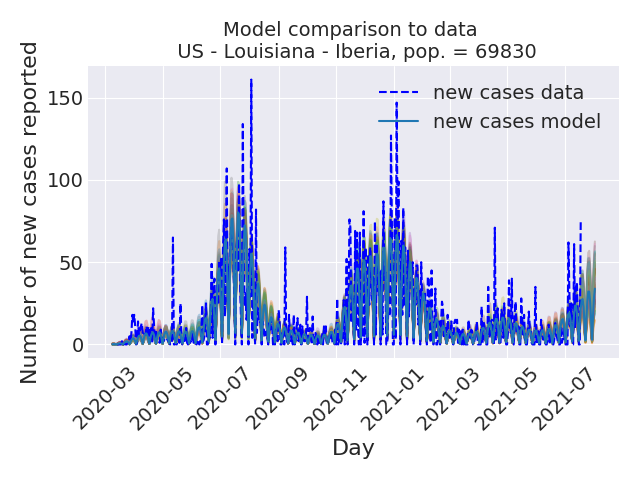 Model comparison to data
US - Louisiana - Iberia, pop. = 69830
Number of new cases reported
150
100
50
0
new cases data
new cases model
2020-03
2020-05
2020-07
2020-09
2020-11
2021-01
2021-03
2021-05
2021-07
Day